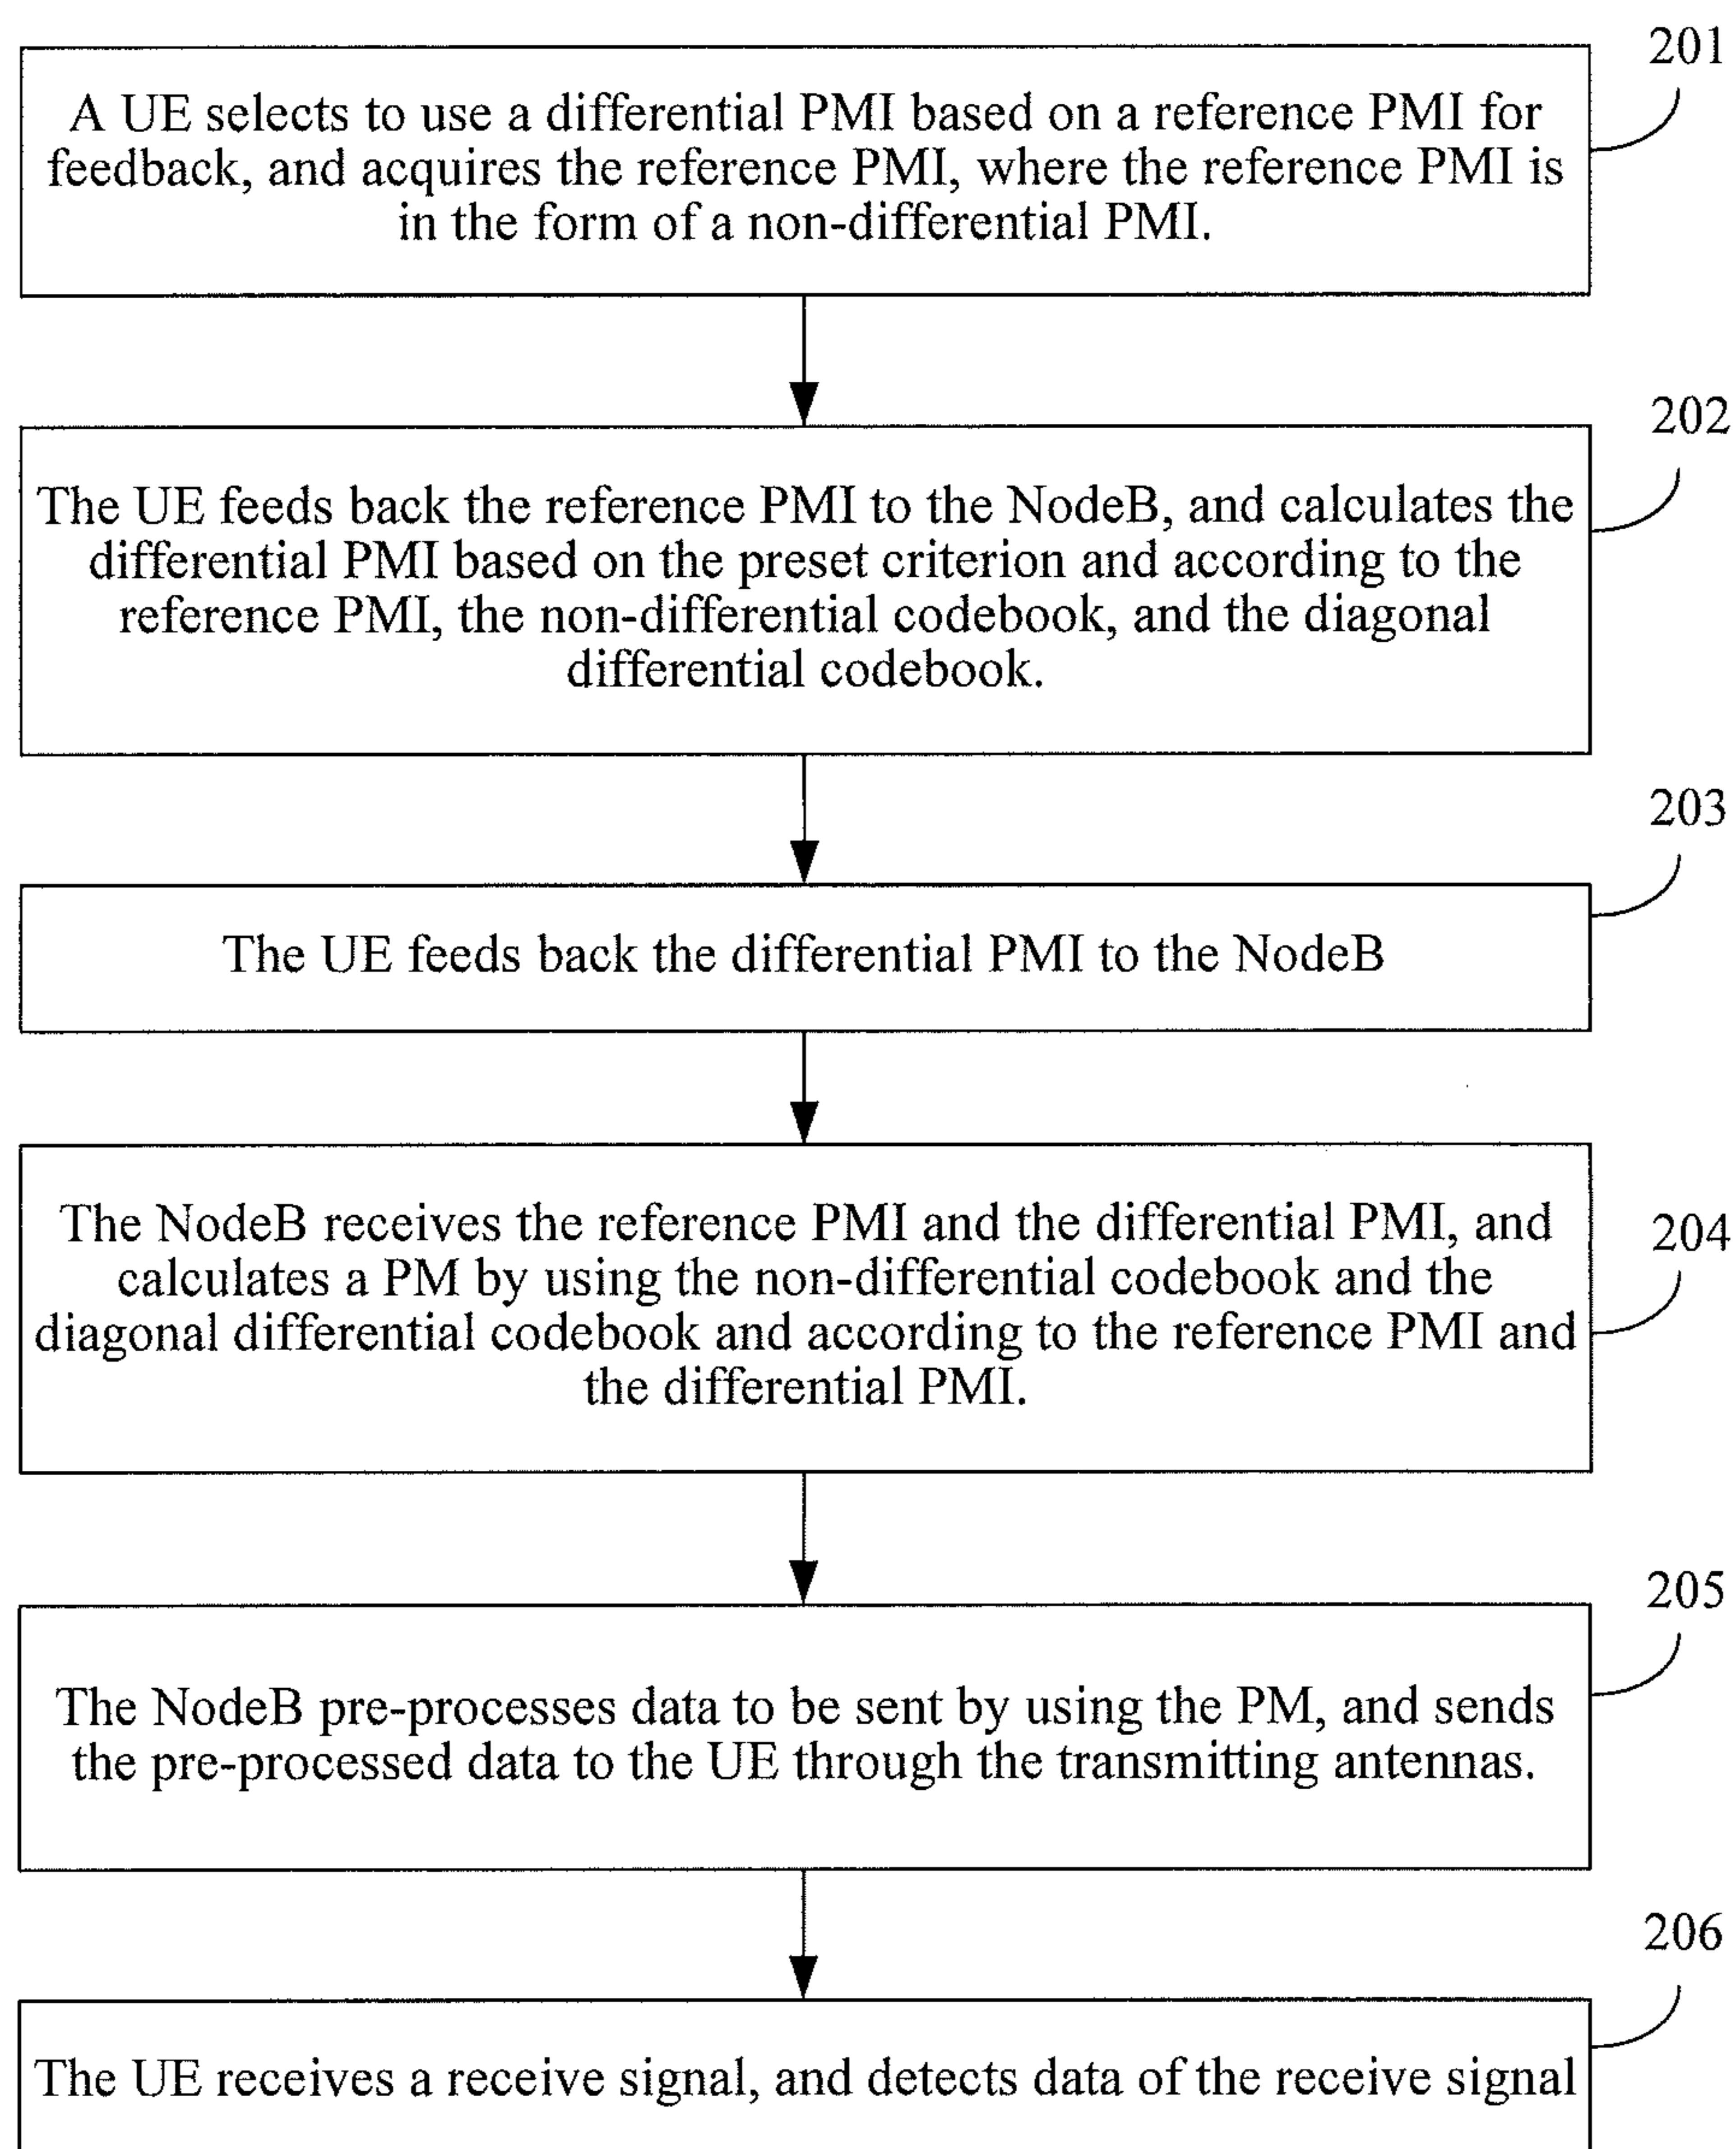 201
A UE selects to use a differential PMI based on a reference PMI for
feedback, and acquires the reference PMI, where the reference PMI is
in the form of a non-differential PMI.
202
The UE feeds back the reference PMI to the NodeB, and calculates the
differential PMI based on the preset criterion and according to the
reference PMI, the non-differential codebook, and the diagonal
differential codebook.
203
The UE feeds back the differential PMI to the NodeB
204
The NodeB receives the reference PMI and the differential PMI, and
calculates a PM by using the non-differential codebook and the
diagonal differential codebook and according to the reference PMI and
the differential PMI.
205
The NodeB pre-processes data to be sent by using the PM, and sends
the pre-processed data to the UE through the transmitting antennas.
206
The UE receives a receive signal, and detects data of the receive signal